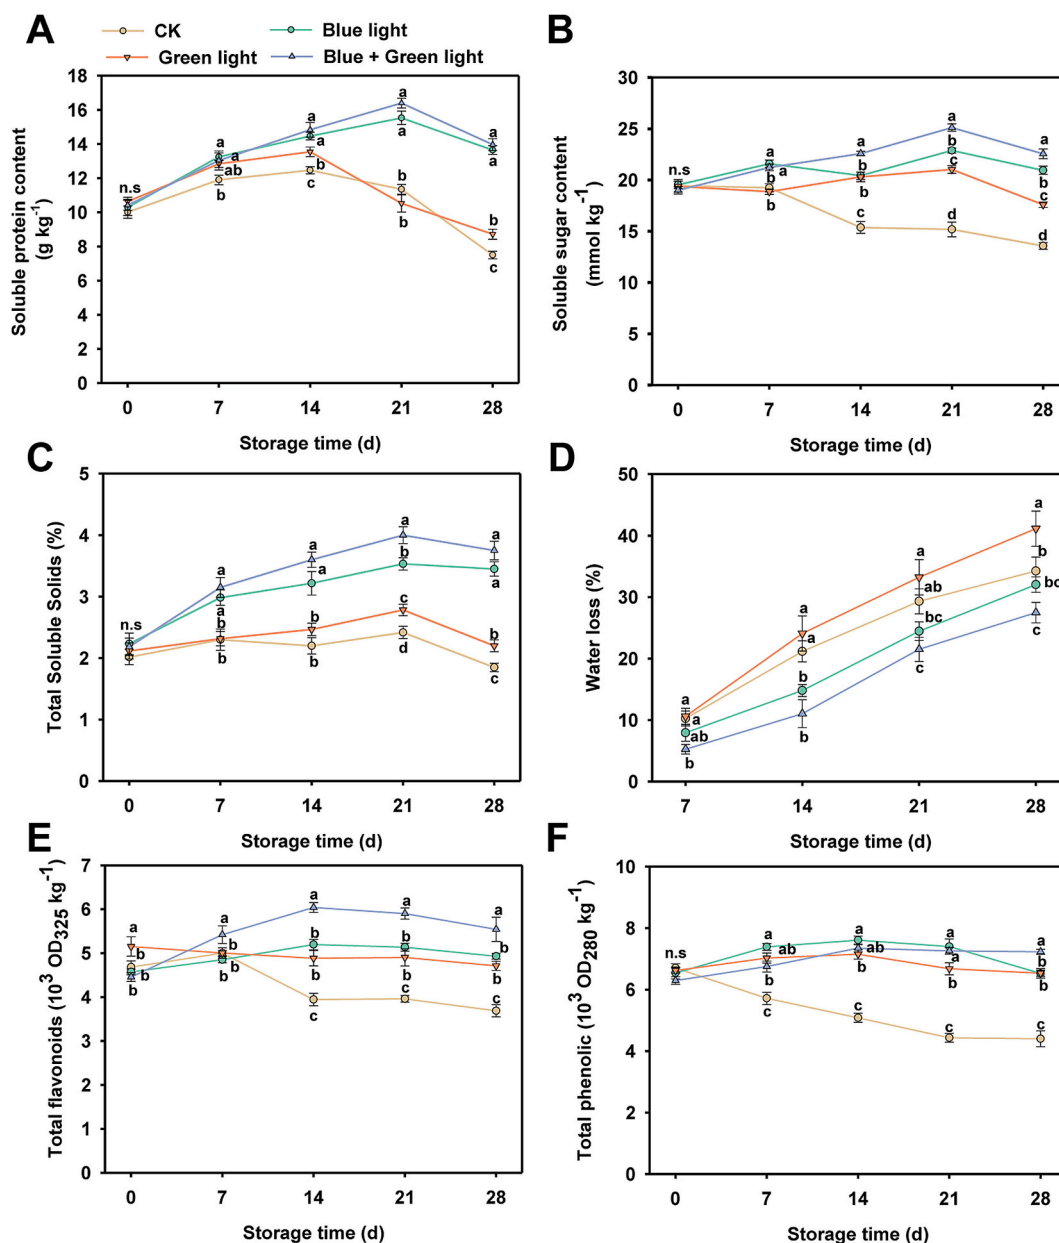 A
CK
Blue light
Green light
Blue + Green light
Soluble protein content
(g kg⁻¹)
18
16
14
12
10
8
6
4
2
0
n.s
a
a
ab
b
a
a
b
c
a
a
b
b
a
a
b
c
0 7 14 21 28
Storage time (d)
B
Soluble sugar content
(mmol kg⁻¹)
30
25
20
15
10
5
0
n.s
a
a
b
b
a
b
b
c
a
b
c
d
a
b
c
d
0 7 14 21 28
Storage time (d)
C
Total Soluble Solids (%)
5
4
3
2
1
0
n.s
a
a
b
b
a
a
b
b
a
b
c
d
a
a
b
c
0 7 14 21 28
Storage time (d)
D
Water loss (%)
50
40
30
20
10
0
a
a
ab
b
a
a
b
b
a
ab
bc
c
a
b
bc
c
7 14 21 28
Storage time (d)
E
Total flavonoids (10³ OD₃₂₅ kg⁻¹)
7
6
5
4
3
2
1
0
a
b
b
b
a
b
b
b
a
b
b
c
a
b
b
c
a
b
b
c
0 7 14 21 28
Storage time (d)
F
Total phenolic (10³ OD₂₈₀ kg⁻¹)
10
8
6
4
2
0
n.s
a
ab
b
c
a
ab
b
c
a
a
b
c
a
b
b
c
0 7 14 21 28
Storage time (d)